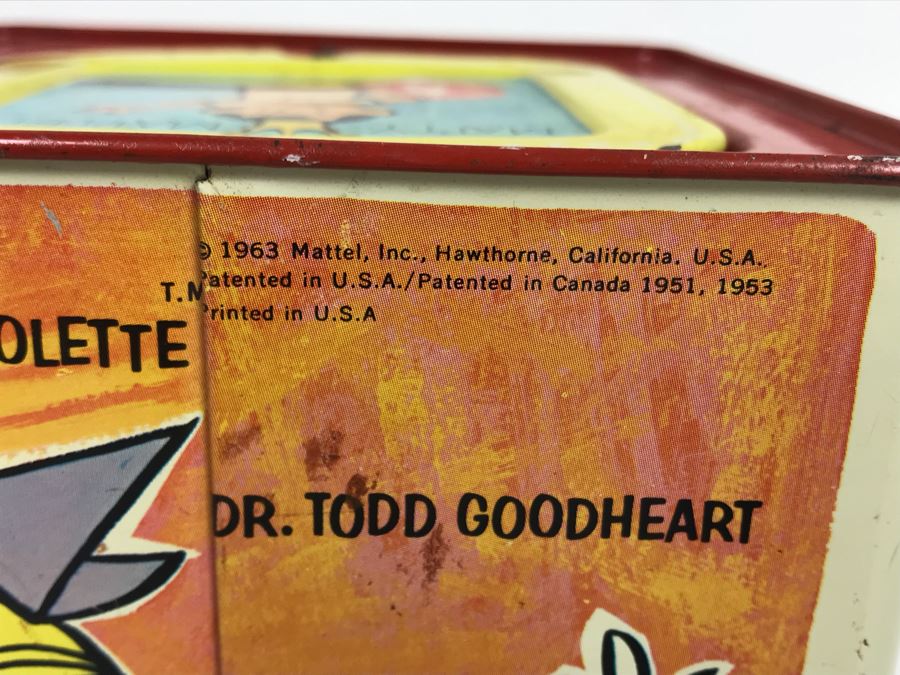 © 1963 Mattel, Inc., Hawthorne, California. U.S.A.
Patented in U.S.A./Patented in Canada 1951, 1953
Printed in U.S.A
T.M
OLETTE
DR. TODD GOODHEART